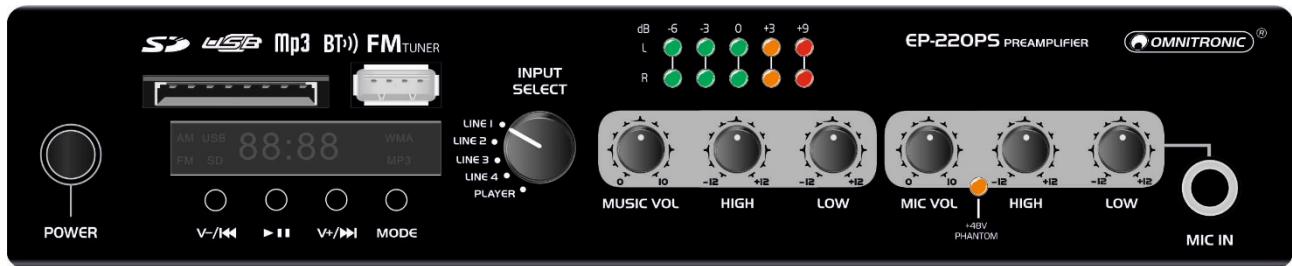 SD USB Mp3 BT FM TUNER
dB -6 -3 0 +3 +9
L
R
EP-220PS PREAMPLIFIER
OMNITRONIC ®
INPUT
SELECT
LINE 1
LINE 2
LINE 3
LINE 4
PLAYER
AM USB 88:88 WMA
FM SD MP3
POWER
V-/⏮ ▶⏸ V+/⏭ MODE
0 10 -12 +12 -12 +12
MUSIC VOL HIGH LOW
0 10 -12 +12 -12 +12
MIC VOL HIGH LOW
+48V
PHANTOM
MIC IN